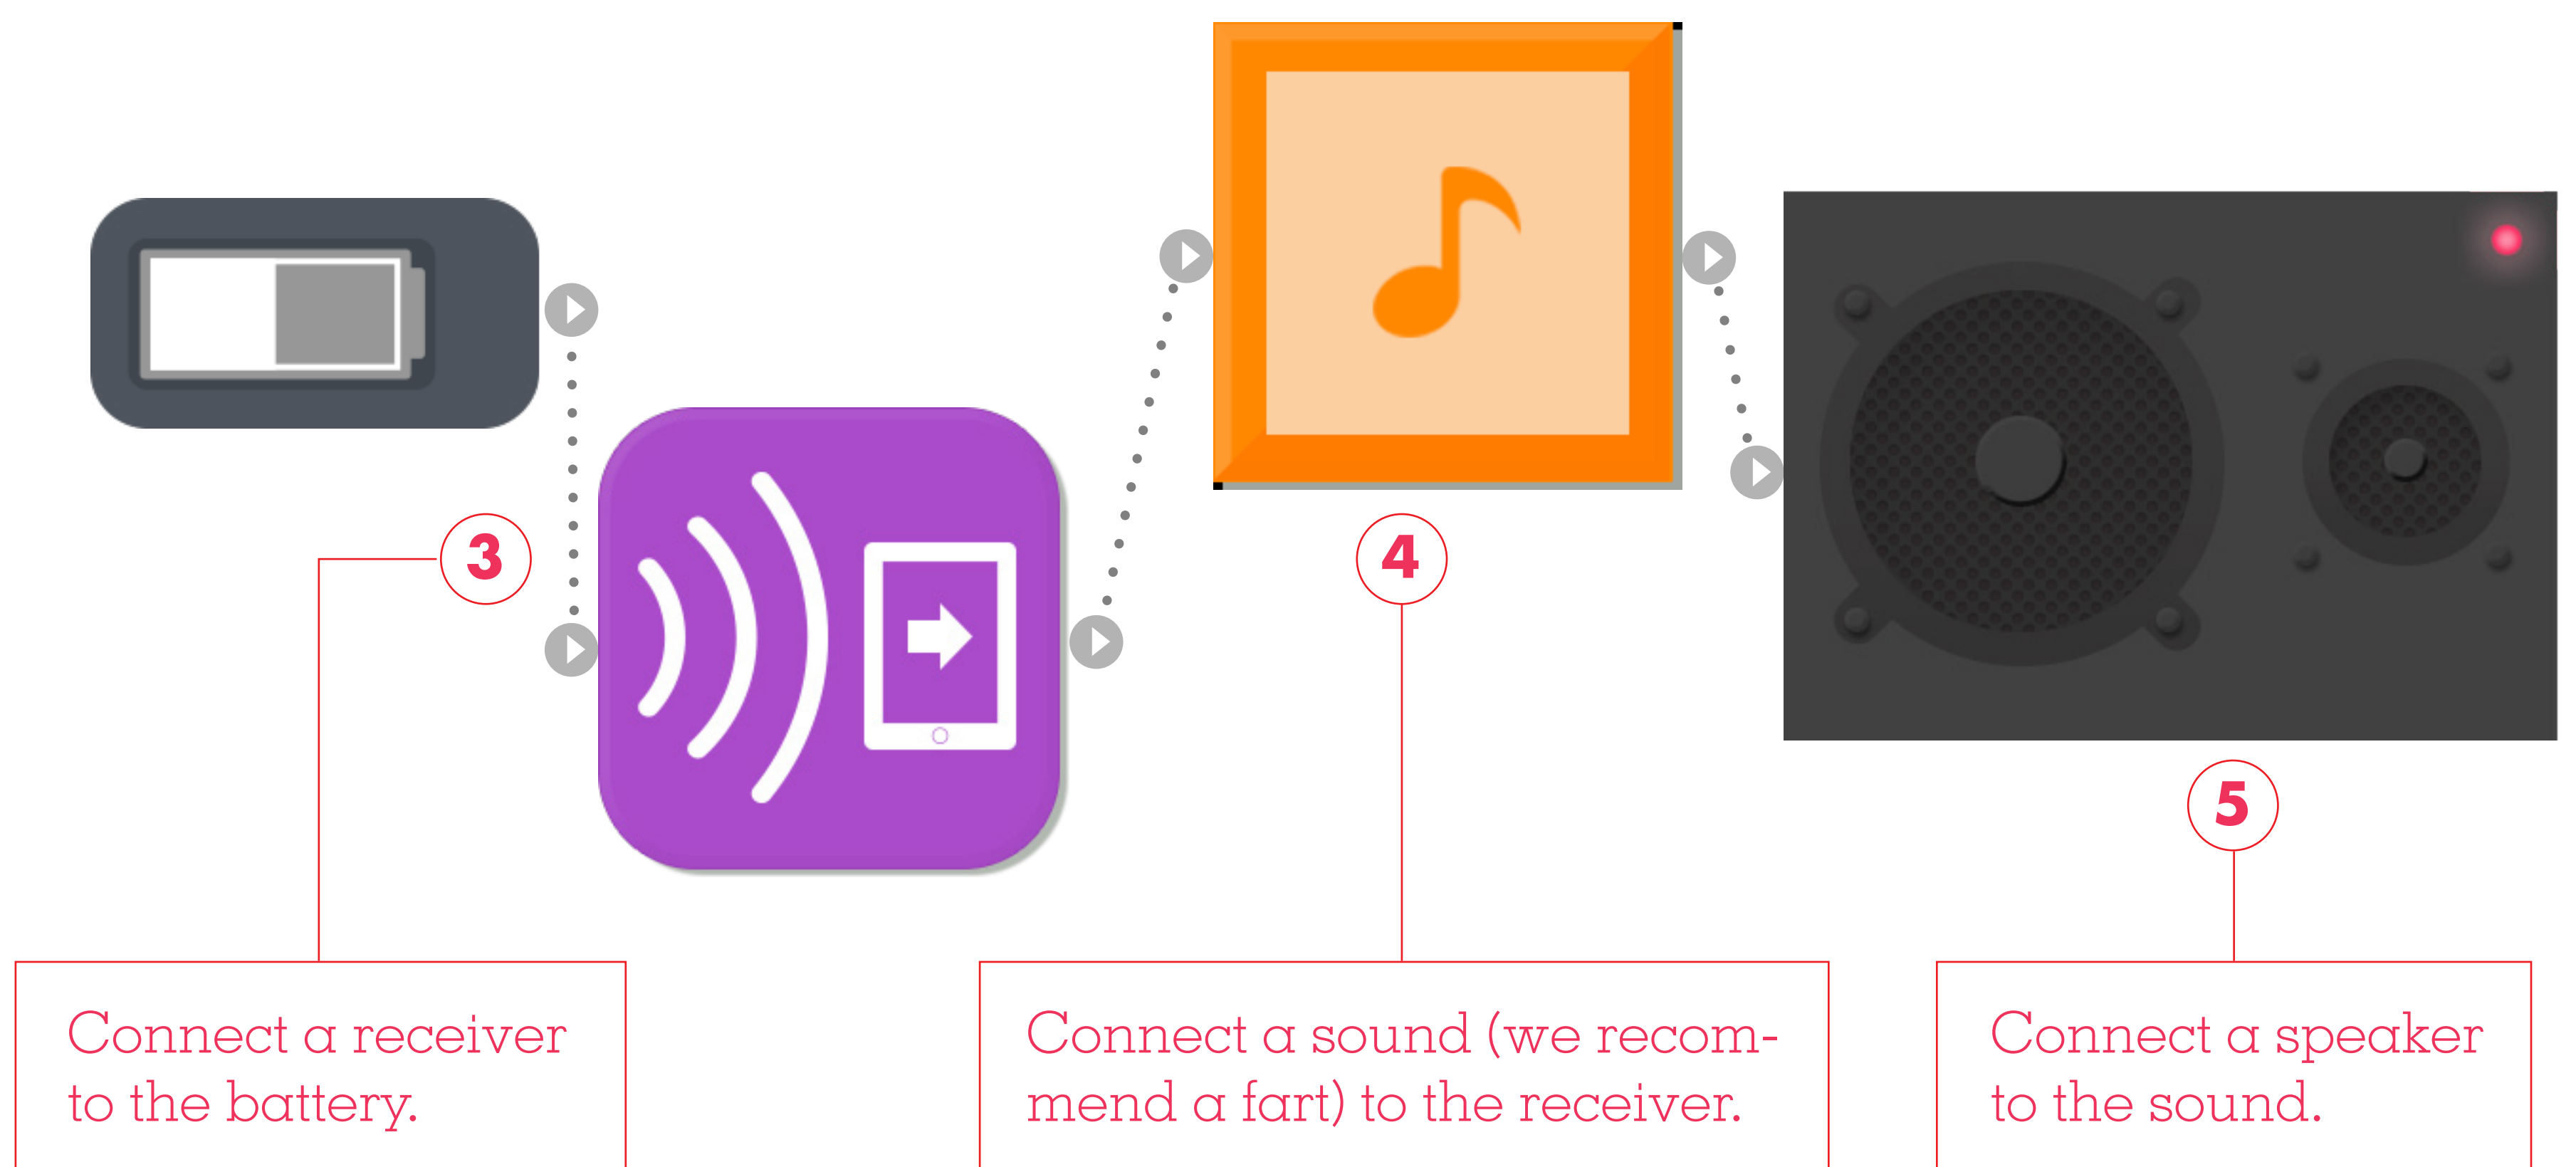 3
4
5
Connect a receiver
to the battery.
Connect a sound (we recom-
mend a fart) to the receiver.
Connect a speaker
to the sound.